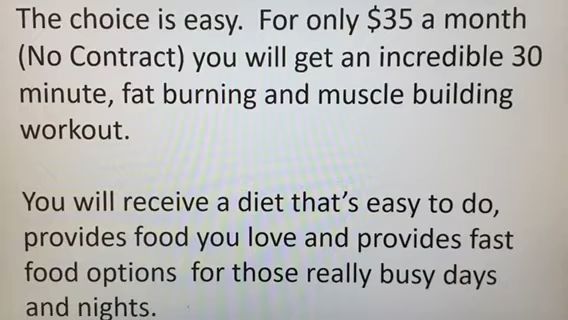 The choice is easy. For only $35 a month
(No Contract) you will get an incredible 30
minute, fat burning and muscle building
workout.
You will receive a diet that's easy to do,
provides food you love and provides fast
food options for those really busy days
and nights.